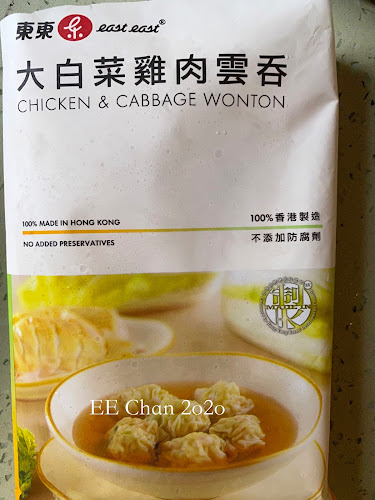 東東 east east®
大白菜雞肉雲吞
CHICKEN & CABBAGE WONTON
100% MADE IN HONG KONG
100%香港製造
NO ADDED PRESERVATIVES
不添加防腐劑
EE Chan 2020